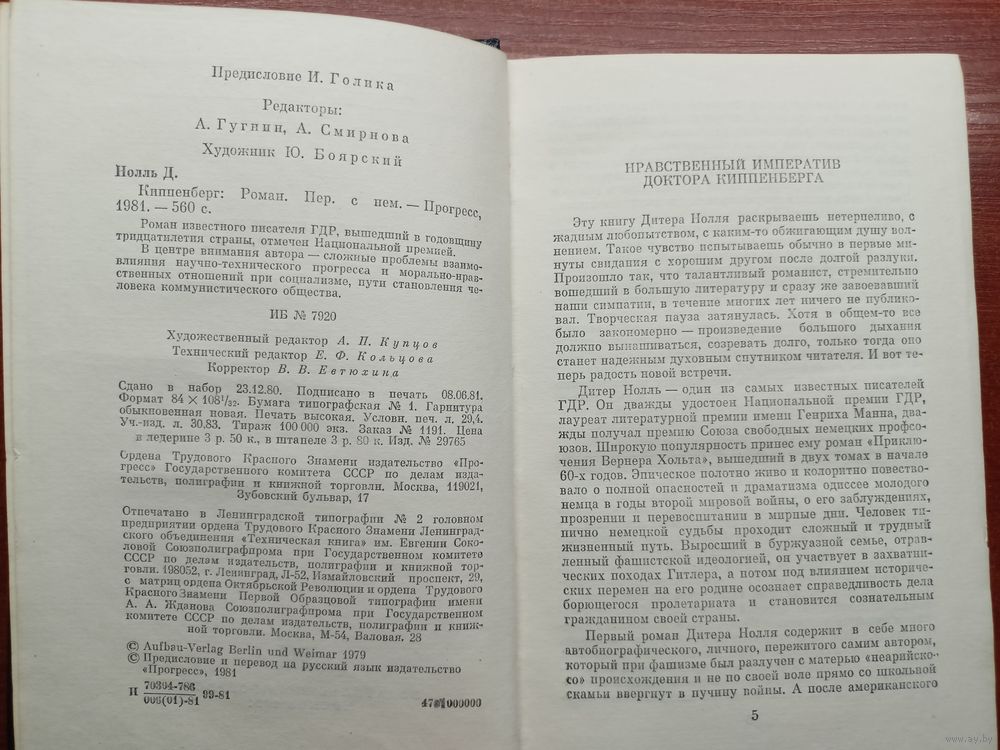 Предисловие И. Голика
Редакторы:
А. Гугнин, А. Смирнова
Художник Ю. Боярский
Нолль Д.
Киппенберг: Роман. Пер. с нем. — Прогресс,
1981. — 560 с.
Роман известного писателя ГДР, вышедший в годовщину
тридцатилетия страны, отмечен Национальной премией.
В центре внимания автора — сложные проблемы взаимо-
влияния научно-технического прогресса и морально-нрав-
ственных отношений при социализме, пути становления че-
ловека коммунистического общества.
ИБ № 7920
Художественный редактор А. П. Купцов
Технический редактор Е. Ф. Кольцова
Корректор В. В. Евтюхина
Сдано в набор 23.12.80. Подписано в печать 08.06.81.
Формат 84 × 108¹/₃₂. Бумага типографская № 1. Гарнитура
обыкновенная новая. Печать высокая. Условн. печ. л. 29,4.
Уч.-изд. л. 30,83. Тираж 100 000 экз. Заказ № 1191. Цена
в ледерине 3 р. 50 к., в штапеле 3 р. 80 к. Изд. № 29765
Ордена Трудового Красного Знамени издательство «Про-
гресс» Государственного комитета СССР по делам изда-
тельств, полиграфии и книжной торговли. Москва, 119021,
Зубовский бульвар, 17
Отпечатано в Ленинградской типографии № 2 головном
предприятии ордена Трудового Красного Знамени Ленинград-
ского объединения «Техническая книга» им. Евгении Соко-
ловой Союзполиграфпрома при Государственном комитете
СССР по делам издательств, полиграфии и книжной тор-
говли. 198052, г. Ленинград, Л-52, Измайловский проспект, 29,
с матриц ордена Октябрьской Революции и ордена Трудового
Красного Знамени Первой Образцовой типографии имени
А. А. Жданова Союзполиграфпрома при Государственном
комитете СССР по делам издательств, полиграфии и книж-
ной торговли. Москва, М-54, Валовая. 28
© Aufbau-Verlag Berlin und Weimar 1979
© Предисловие и перевод на русский язык издательство
«Прогресс», 1981
Н 70304-786 99-81
006(01)-81
000000
НРАВСТВЕННЫЙ ИМПЕРАТИВ
ДОКТОРА КИППЕНБЕРГА
Эту книгу Дитера Нолля раскрываешь нетерпеливо, с
жадным любопытством, с каким-то обжигающим душу вол-
нением. Такое чувство испытываешь обычно в первые ми-
нуты свидания с хорошим другом после долгой разлуки.
Произошло так, что талантливый романист, стремительно
вошедший в большую литературу и сразу же завоевавший
наши симпатии, в течение многих лет ничего не публико-
вал. Творческая пауза затянулась. Хотя в общем-то все
было закономерно — произведение большого дыхания
должно вынашиваться, созревать долго, только тогда оно
станет надежным духовным спутником читателя. И вот те-
перь радость новой встречи.
Дитер Нолль — один из самых известных писателей
ГДР. Он дважды удостоен Национальной премии ГДР,
лауреат литературной премии имени Генриха Манна, два-
жды получал премию Союза свободных немецких профсо-
юзов. Широкую популярность принес ему роман «Приклю-
чения Вернера Хольта», вышедший в двух томах в начале
60-х годов. Эпическое полотно живо и колоритно повество-
вало о полной опасностей и драматизма одиссее молодого
немца в годы второй мировой войны, о его заблуждениях,
прозрении и перевоспитании в мирные дни. Человек ти-
пично немецкой судьбы проходит сложный и трудный
жизненный путь. Выросший в буржуазной семье, отрав-
ленный фашистской идеологией, он участвует в захватни-
ческих походах Гитлера, а потом под влиянием историчес-
ких перемен на его родине осознает справедливость дела
борющегося пролетариата и становится сознательным
гражданином своей страны.
Первый роман Дитера Нолля содержит в себе много
автобиографического, личного, пережитого самим автором,
который при фашизме был разлучен с матерью «неарийско-
го» происхождения и не по своей воле прямо со школьной
скамьи ввергнут в пучину войны. А после американского
5
www.ay.by